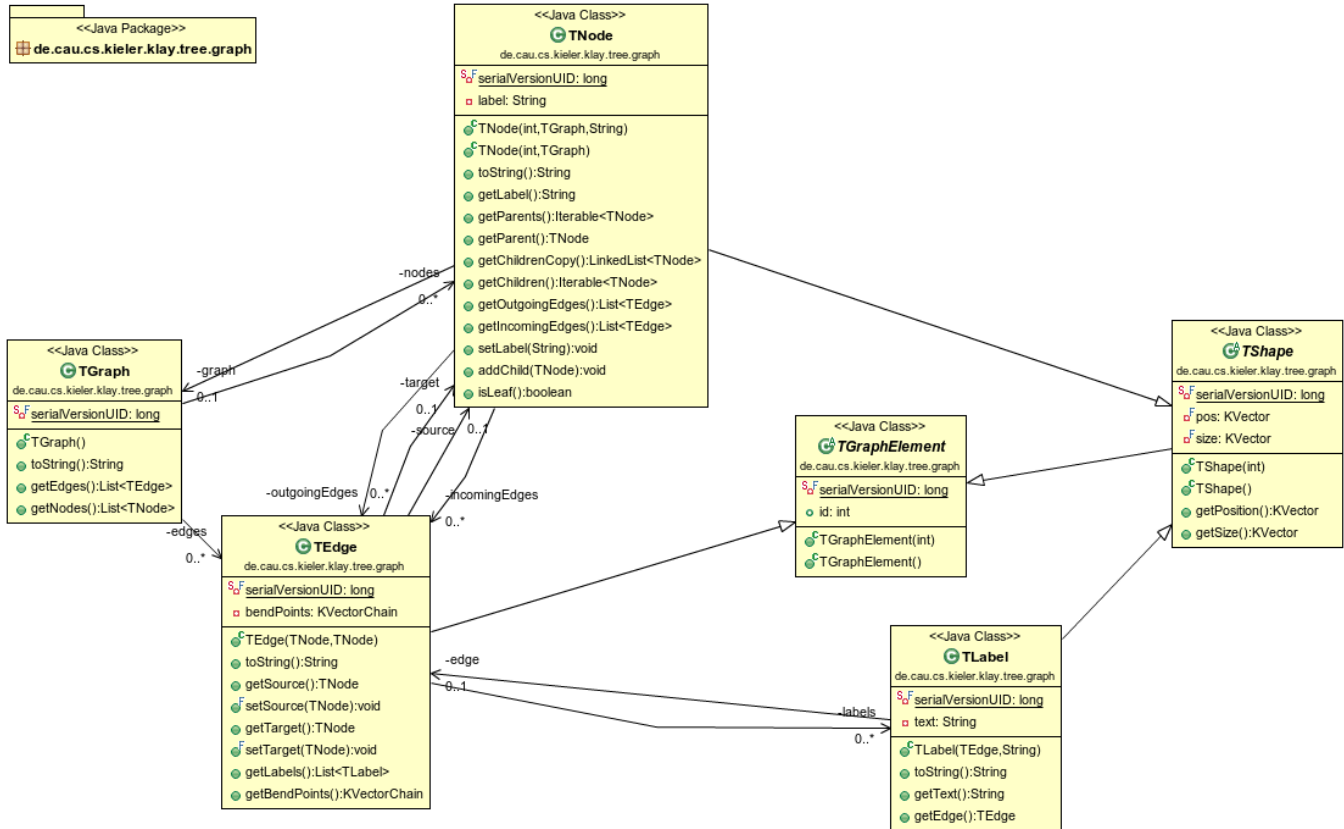 <<Java Package>>
de.cau.cs.kieler.klay.tree.graph
<<Java Class>>
TNode
de.cau.cs.kieler.klay.tree.graph
serialVersionUID: long
label: String
TNode(int,TGraph,String)
TNode(int,TGraph)
toString():String
getLabel():String
getParents():Iterable<TNode>
getParent():TNode
getChildrenCopy():LinkedList<TNode>
getChildren():Iterable<TNode>
getOutgoingEdges():List<TEdge>
getIncomingEdges():List<TEdge>
setLabel(String):void
addChild(TNode):void
isLeaf():boolean
-nodes
0..*
-graph
0..1
<<Java Class>>
TGraph
de.cau.cs.kieler.klay.tree.graph
serialVersionUID: long
TGraph()
toString():String
getEdges():List<TEdge>
getNodes():List<TNode>
-edges
0..*
-target
0..1
-source
0..1
-outgoingEdges
0..*
-incomingEdges
0..*
<<Java Class>>
TShape
de.cau.cs.kieler.klay.tree.graph
serialVersionUID: long
pos: KVector
size: KVector
TShape(int)
TShape()
getPosition():KVector
getSize():KVector
<<Java Class>>
TGraphElement
de.cau.cs.kieler.klay.tree.graph
serialVersionUID: long
id: int
TGraphElement(int)
TGraphElement()
<<Java Class>>
TEdge
de.cau.cs.kieler.klay.tree.graph
serialVersionUID: long
bendPoints: KVectorChain
TEdge(TNode,TNode)
toString():String
getSource():TNode
setSource(TNode):void
getTarget():TNode
setTarget(TNode):void
getLabels():List<TLabel>
getBendPoints():KVectorChain
-edge
0..1
-labels
0..*
<<Java Class>>
TLabel
de.cau.cs.kieler.klay.tree.graph
serialVersionUID: long
text: String
TLabel(TEdge,String)
toString():String
getText():String
getEdge():TEdge